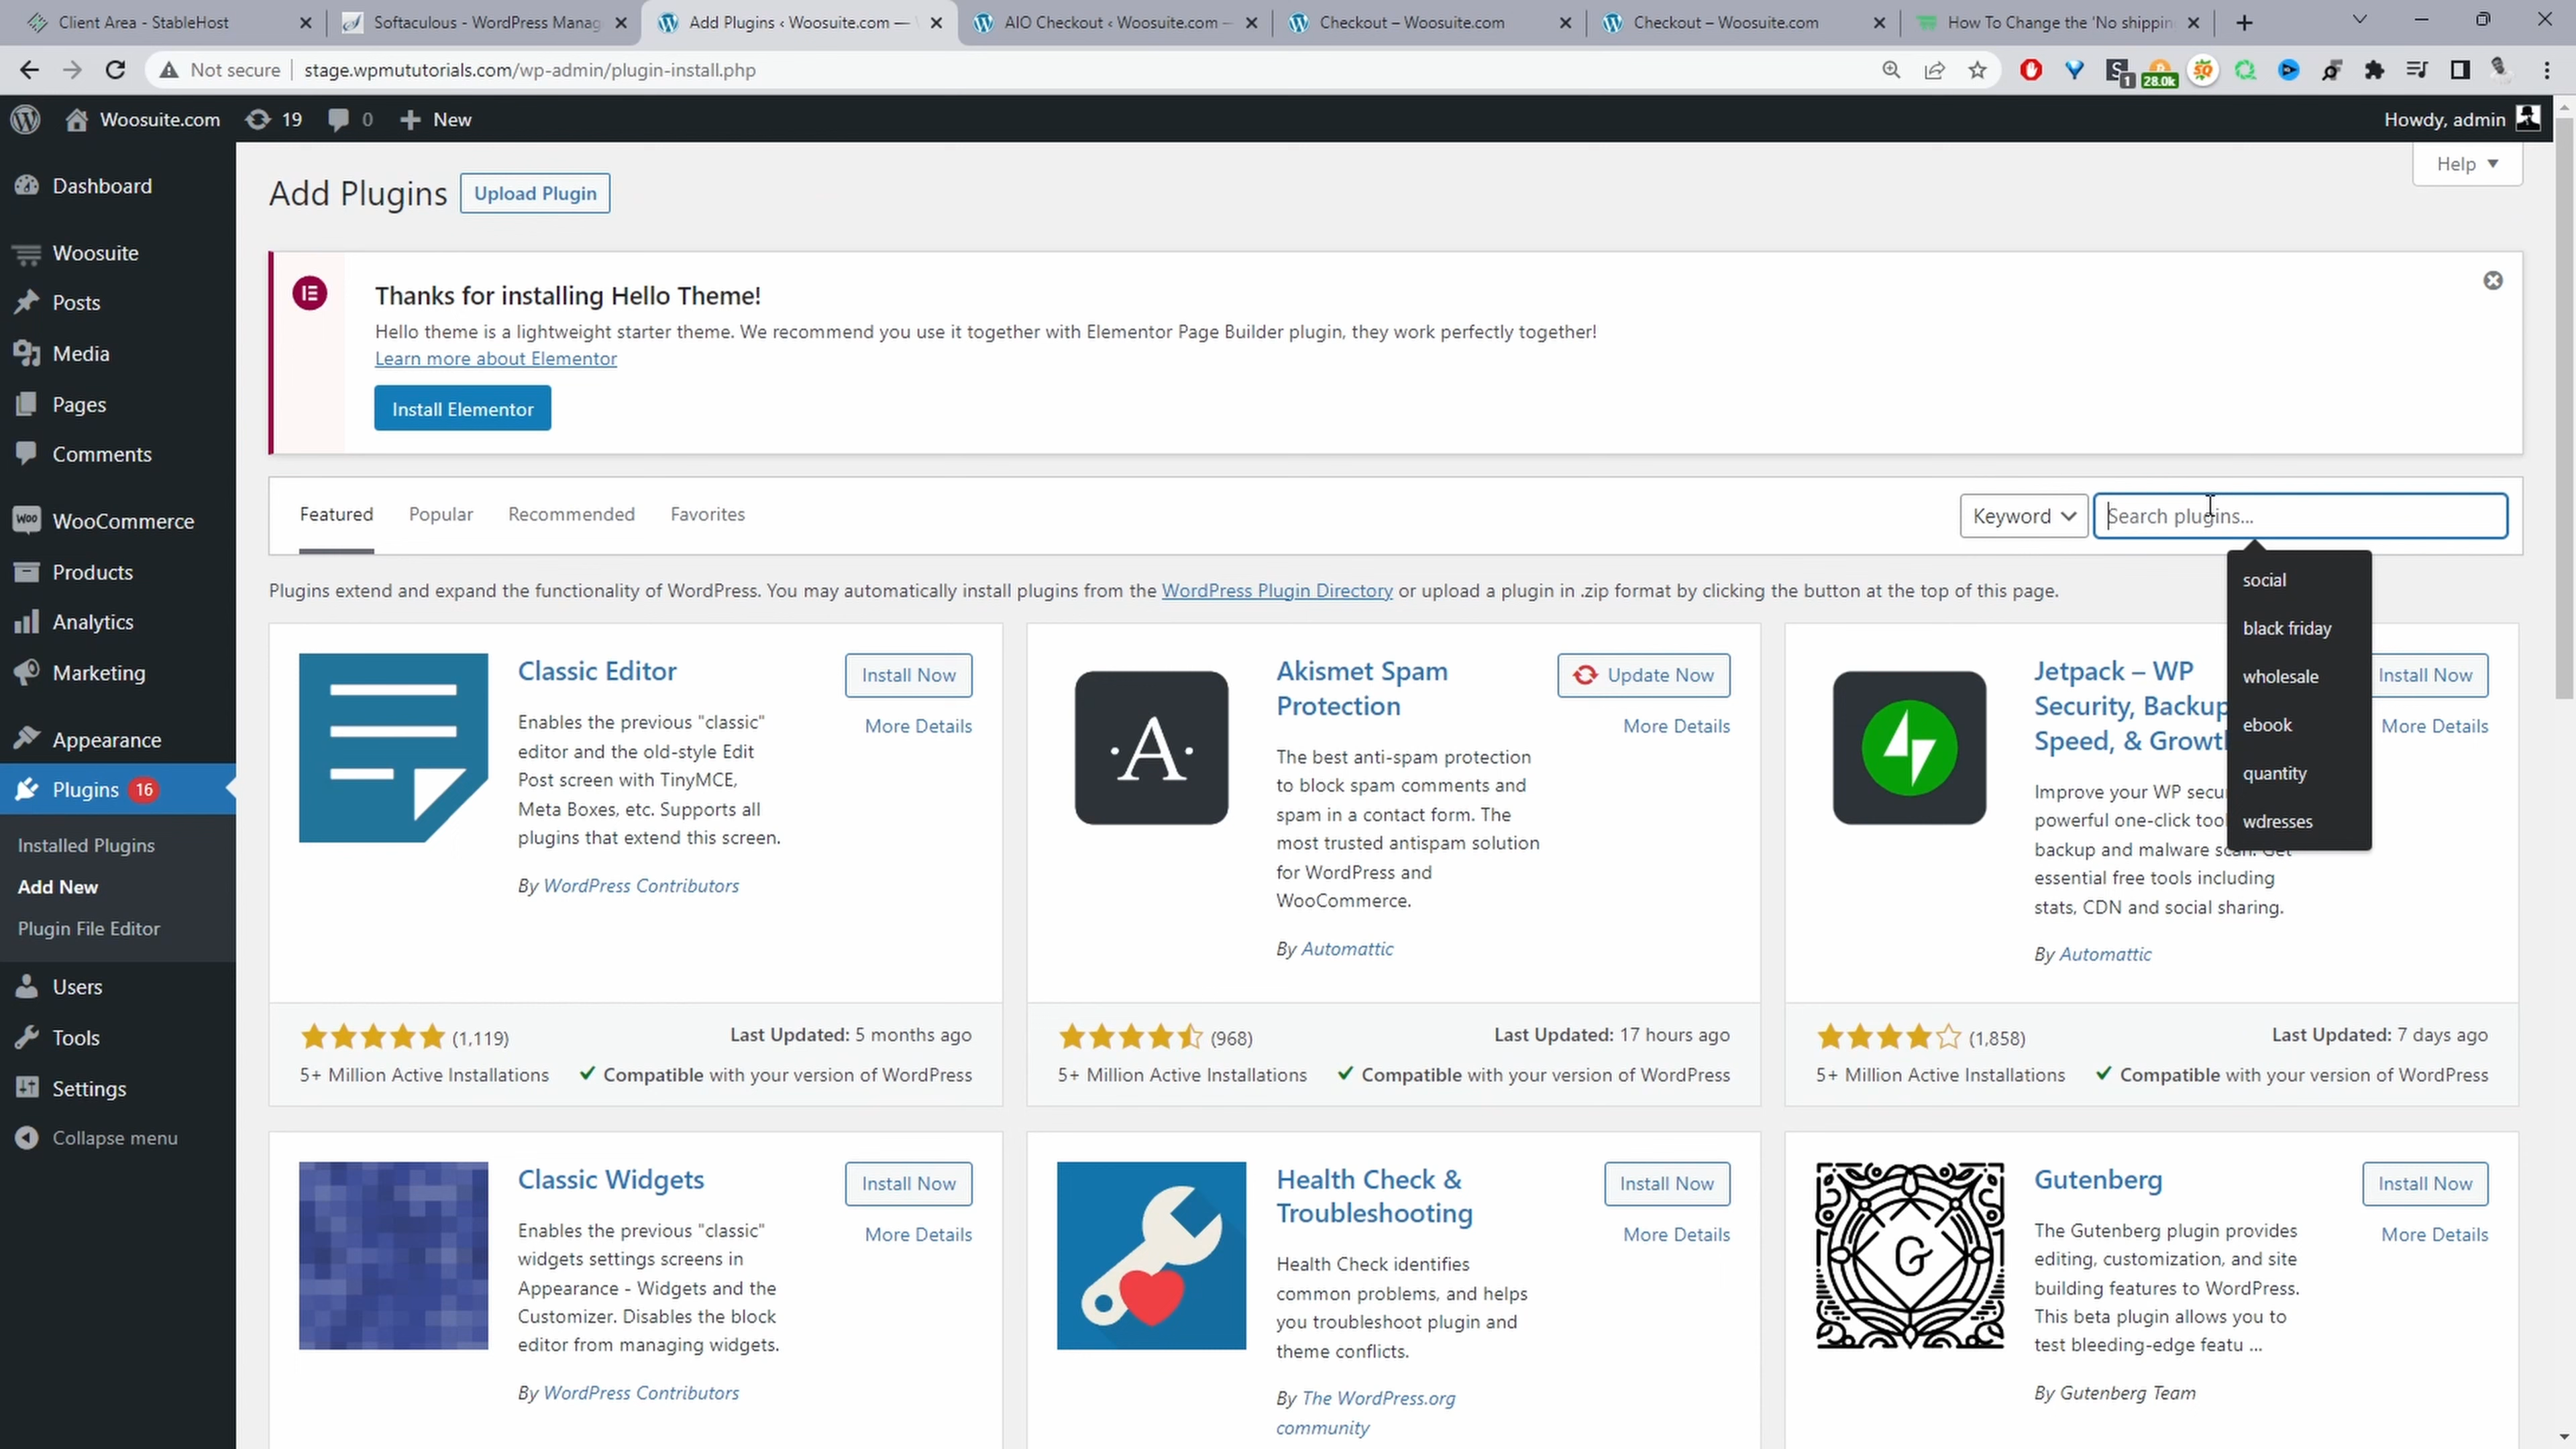 Client Area - StableHost
Softaculous - WordPress Manag
Add Plugins ‹ Woosuite.com —
AIO Checkout ‹ Woosuite.com —
Checkout – Woosuite.com
Checkout – Woosuite.com
How To Change the 'No shippin
Not secure
stage.wpmututorials.com/wp-admin/plugin-install.php
1
28.0k
Woosuite.com
19
0
New
Howdy, admin
Help
Dashboard
Woosuite
Posts
Media
Pages
Comments
WooCommerce
Products
Analytics
Marketing
Appearance
Plugins 16
Installed Plugins
Add New
Plugin File Editor
Users
Tools
Settings
Collapse menu
Add Plugins
Upload Plugin
Thanks for installing Hello Theme!
Hello theme is a lightweight starter theme. We recommend you use it together with Elementor Page Builder plugin, they work perfectly together!
Learn more about Elementor
Install Elementor
Featured
Popular
Recommended
Favorites
Keyword
Search plugins...
social
black friday
wholesale
ebook
quantity
wdresses
Plugins extend and expand the functionality of WordPress. You may automatically install plugins from the WordPress Plugin Directory or upload a plugin in .zip format by clicking the button at the top of this page.
Classic Editor
Install Now
More Details
Enables the previous "classic"
editor and the old-style Edit
Post screen with TinyMCE,
Meta Boxes, etc. Supports all
plugins that extend this screen.
By WordPress Contributors
(1,119)
Last Updated: 5 months ago
5+ Million Active Installations
Compatible with your version of WordPress
·A·
Akismet Spam
Protection
Update Now
More Details
The best anti-spam protection
to block spam comments and
spam in a contact form. The
most trusted antispam solution
for WordPress and
WooCommerce.
By Automattic
(968)
Last Updated: 17 hours ago
5+ Million Active Installations
Compatible with your version of WordPress
Jetpack – WP
Security, Backup
Speed, & Growt
Install Now
More Details
Improve your WP secu
powerful one-click tool
backup and malware scan. Get
essential free tools including
stats, CDN and social sharing.
By Automattic
(1,858)
Last Updated: 7 days ago
5+ Million Active Installations
Compatible with your version of WordPress
Classic Widgets
Install Now
More Details
Enables the previous "classic"
widgets settings screens in
Appearance - Widgets and the
Customizer. Disables the block
editor from managing widgets.
By WordPress Contributors
Health Check &
Troubleshooting
Install Now
More Details
Health Check identifies
common problems, and helps
you troubleshoot plugin and
theme conflicts.
By The WordPress.org
community
G
Gutenberg
Install Now
More Details
The Gutenberg plugin provides
editing, customization, and site
building features to WordPress.
This beta plugin allows you to
test bleeding-edge featu ...
By Gutenberg Team